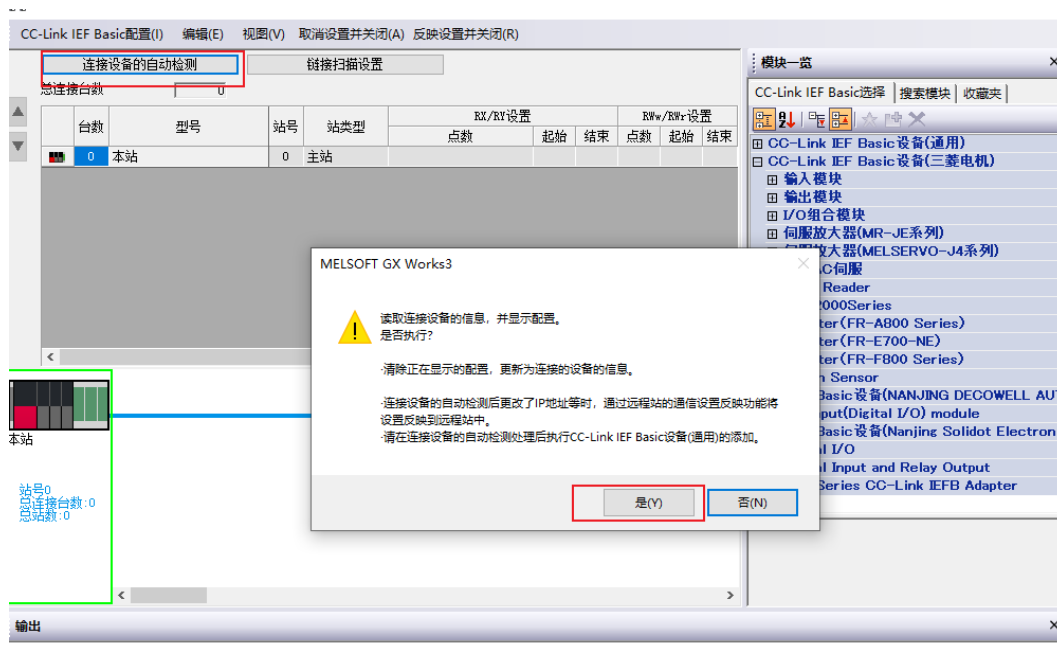 CC-Link IEF Basic配置(I) 编辑(E) 视图(V) 取消设置并关闭(A) 反映设置并关闭(R)
连接设备的自动检测 链接扫描设置
总连接台数 0
台数 型号 站号 站类型 RX/RY设置 RWw/RWr设置
点数 起始 结束 点数 起始 结束
0 本站 0 主站
模块一览
CC-Link IEF Basic选择 搜索模块 收藏夹
CC-Link IEF Basic设备(通用)
CC-Link IEF Basic设备(三菱电机)
输入模块
输出模块
I/O组合模块
伺服放大器(MR-JE系列)
伺服放大器(MELSERVO-J4系列)
C伺服
Reader
000Series
ter(FR-A800 Series)
ter(FR-E700-NE)
ter(FR-F800 Series)
Sensor
Basic设备(NANJING DECOWELL AU
put(Digital I/O) module
Basic设备(Nanjing Solidot Electron
l I/O
l Input and Relay Output
Series CC-Link IEFB Adapter
MELSOFT GX Works3
读取连接设备的信息，并显示配置。
是否执行?
·清除正在显示的配置，更新为连接的设备的信息。
·连接设备的自动检测后更改了IP地址等时，通过远程站的通信设置反映功能将
设置反映到远程站中。
·请在连接设备的自动检测处理后执行CC-Link IEF Basic设备(通用)的添加。
是(Y) 否(N)
本站
站号0
总连接台数:0
总站数:0
输出